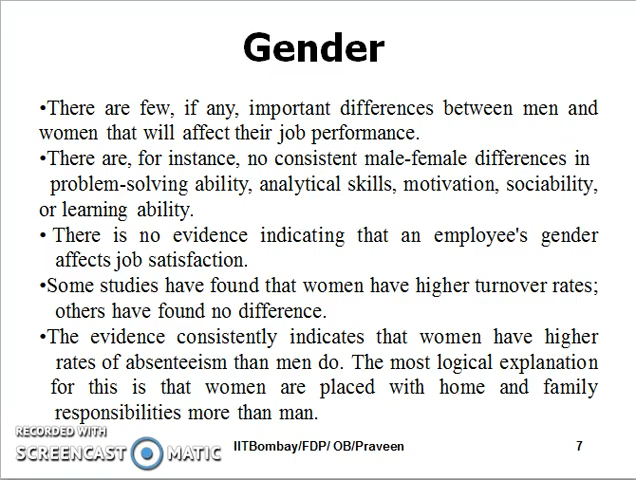 Gender
•There are few, if any, important differences between men and
women that will affect their job performance.
•There are, for instance, no consistent male-female differences in
problem-solving ability, analytical skills, motivation, sociability,
or learning ability.
• There is no evidence indicating that an employee's gender
affects job satisfaction.
•Some studies have found that women have higher turnover rates;
others have found no difference.
•The evidence consistently indicates that women have higher
rates of absenteeism than men do. The most logical explanation
for this is that women are placed with home and family
responsibilities more than man.
RECORDED WITH
SCREENCAST MATIC
IITBombay/FDP/ OB/Praveen
7